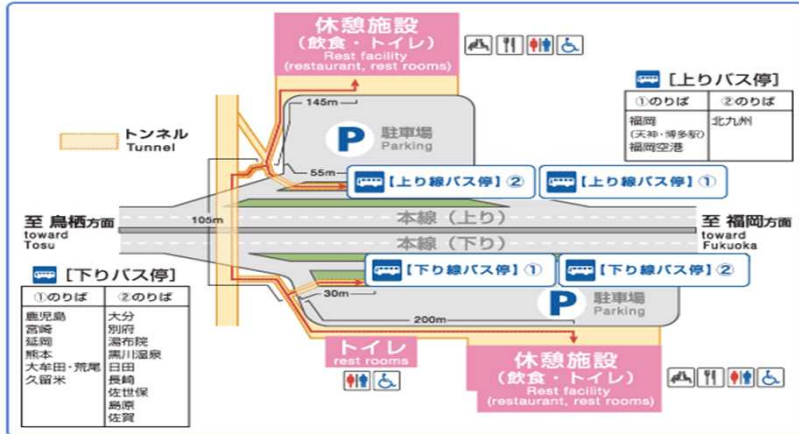 休憩施設
(飲食・トイレ)
Rest facility
(restaurant, rest rooms)
[上りバス停]
①のりば ②のりば
福岡
(天神・博多駅)
福岡空港
北九州
トンネル
Tunnel
145m
P 駐車場
Parking
55m
【上り線バス停】②
【上り線バス停】①
105m
至 鳥栖方面
toward
Tosu
本線(上り)
本線(下り)
至 福岡方面
toward
Fukuoka
[下りバス停]
①のりば ②のりば
鹿児島
宮崎
延岡
熊本
大牟田・荒尾
久留米
大分
別府
湯布院
黒川温泉
日田
長崎
佐世保
島原
佐賀
【下り線バス停】①
【下り線バス停】②
30m
P 駐車場
Parking
200m
トイレ
rest rooms
休憩施設
(飲食・トイレ)
Rest facility
(restaurant, rest rooms)